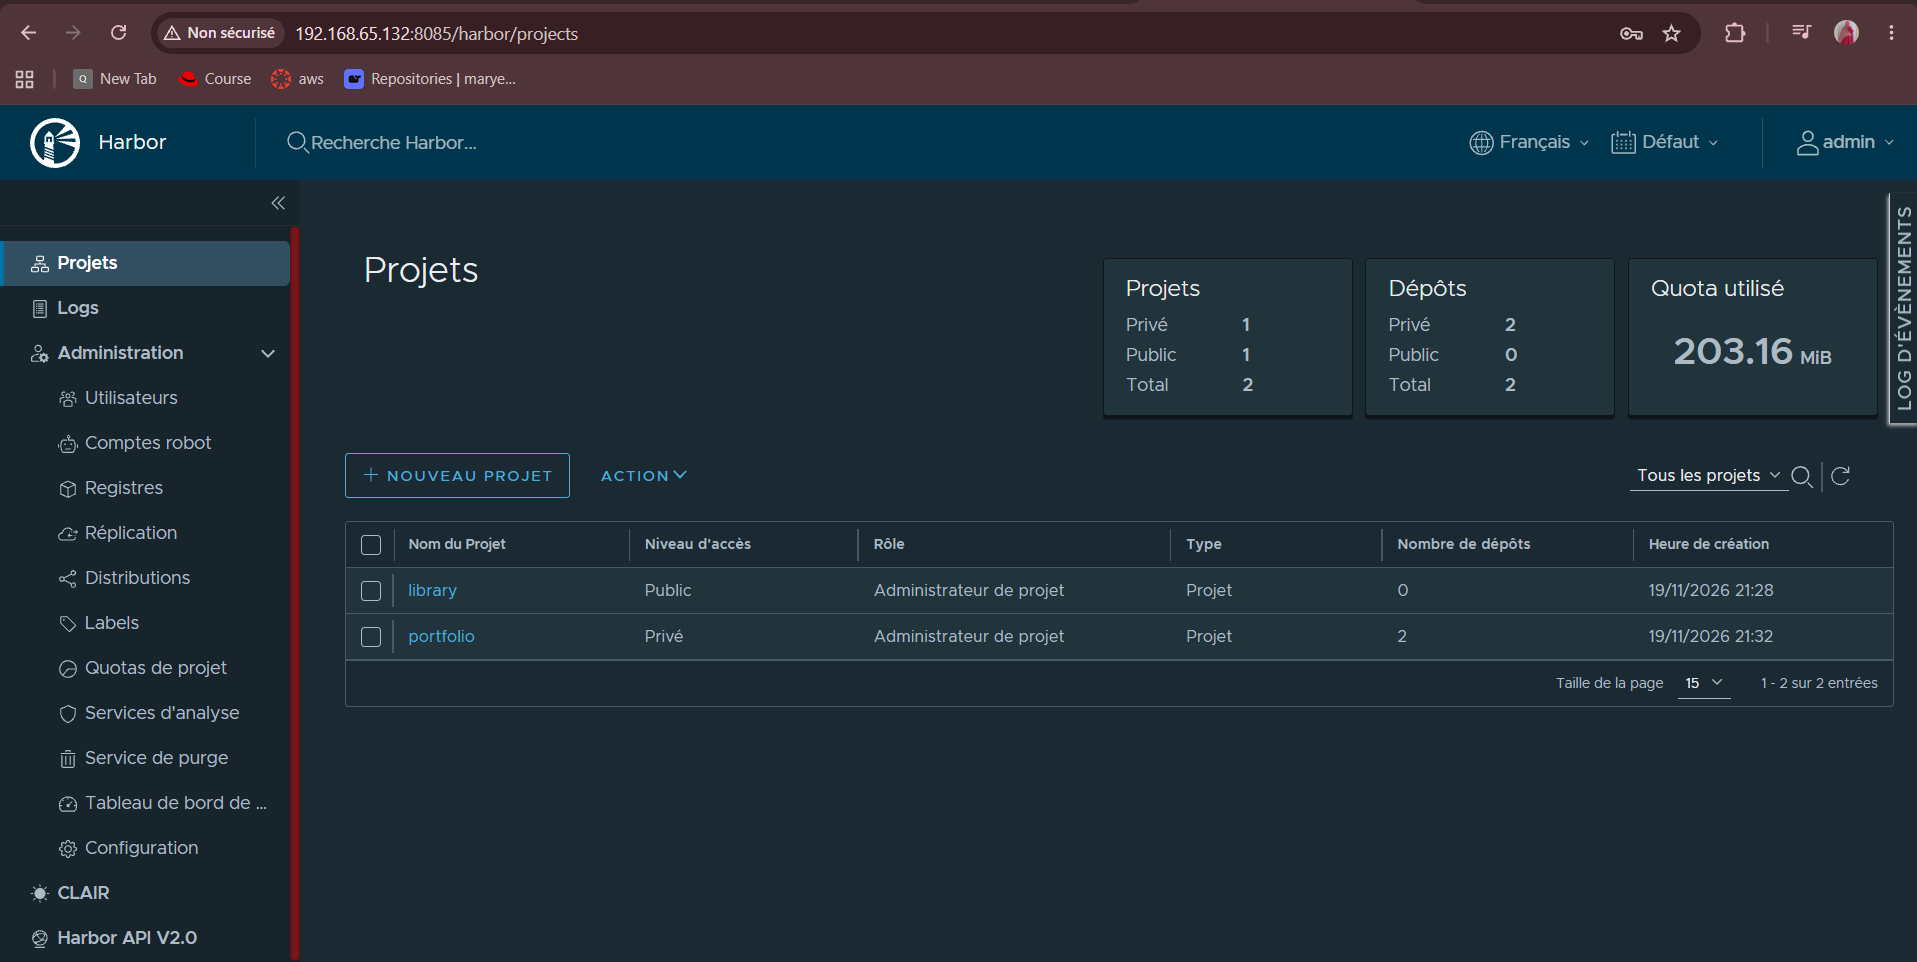 Non sécurisé 192.168.65.132:8085/harbor/projects
New Tab Course aws Repositories | marye...
Harbor Recherche Harbor... Français Défaut admin
Projets
Logs
Administration
Utilisateurs
Comptes robot
Registres
Réplication
Distributions
Labels
Quotas de projet
Services d'analyse
Service de purge
Tableau de bord de ...
Configuration
CLAIR
Harbor API V2.0
Projets
Projets
Privé 1
Public 1
Total 2
Dépôts
Privé 2
Public 0
Total 2
Quota utilisé
203.16 MiB
LOG D'ÉVÈNEMENTS
+ NOUVEAU PROJET ACTION Tous les projets
Nom du Projet Niveau d'accès Rôle Type Nombre de dépôts Heure de création
library Public Administrateur de projet Projet 0 19/11/2026 21:28
portfolio Privé Administrateur de projet Projet 2 19/11/2026 21:32
Taille de la page 15 1 - 2 sur 2 entrées